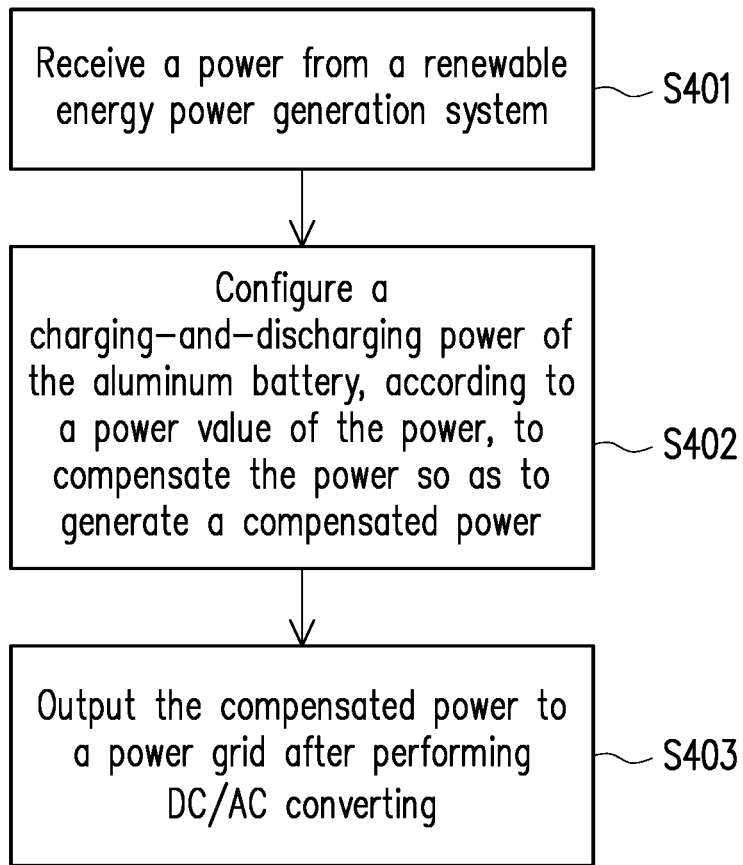 Receive a power from a renewable
energy power generation system
S401
Configure a
charging-and-discharging power of
the aluminum battery, according to
a power value of the power, to
compensate the power so as to
generate a compensated power
S402
Output the compensated power to
a power grid after performing
DC/AC converting
S403